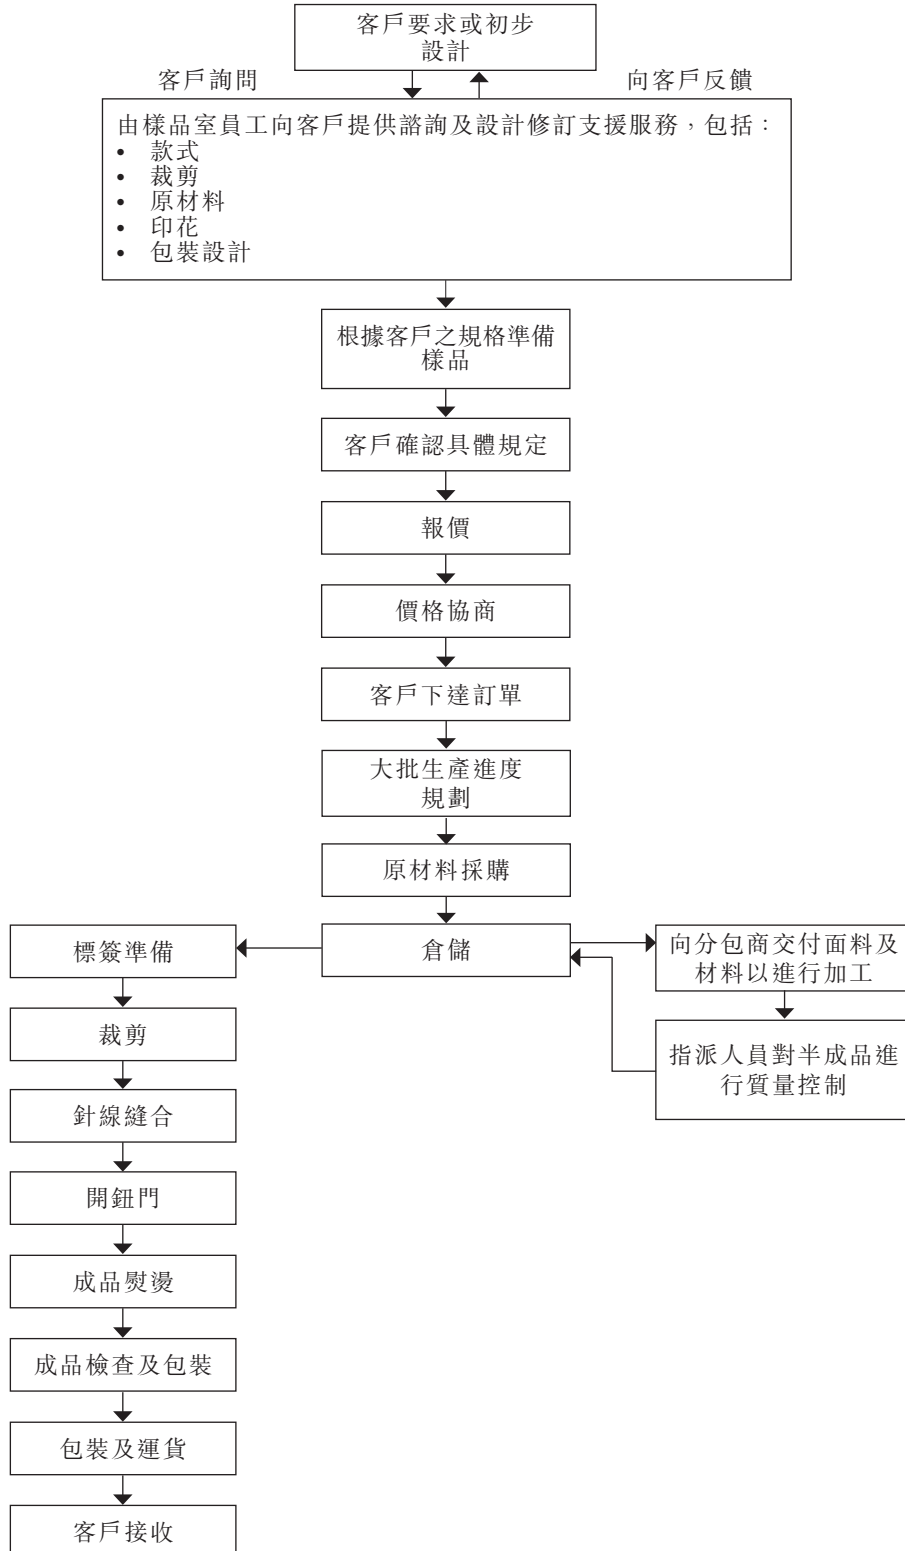 客戶要求或初步
設計
客戶詢問
向客戶反饋
由樣品室員工向客戶提供諮詢及設計修訂支援服務，包括：
• 款式
• 裁剪
• 原材料
• 印花
• 包裝設計
根據客戶之規格準備
樣品
客戶確認具體規定
報價
價格協商
客戶下達訂單
大批生產進度
規劃
原材料採購
倉儲
向分包商交付面料及
材料以進行加工
指派人員對半成品進
行質量控制
標簽準備
裁剪
針線縫合
開鈕門
成品熨燙
成品檢查及包裝
包裝及運貨
客戶接收